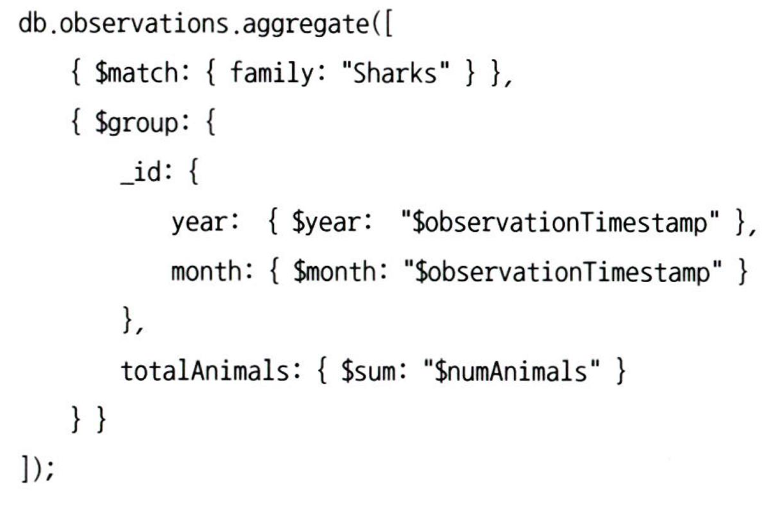 db.observations.aggregate([
    { $match: { family: "Sharks" } },
    { $group: {
        _id: {
            year:  { $year:  "$observationTimestamp" },
            month: { $month: "$observationTimestamp" }
        },
        totalAnimals: { $sum: "$numAnimals" }
    } }
]);